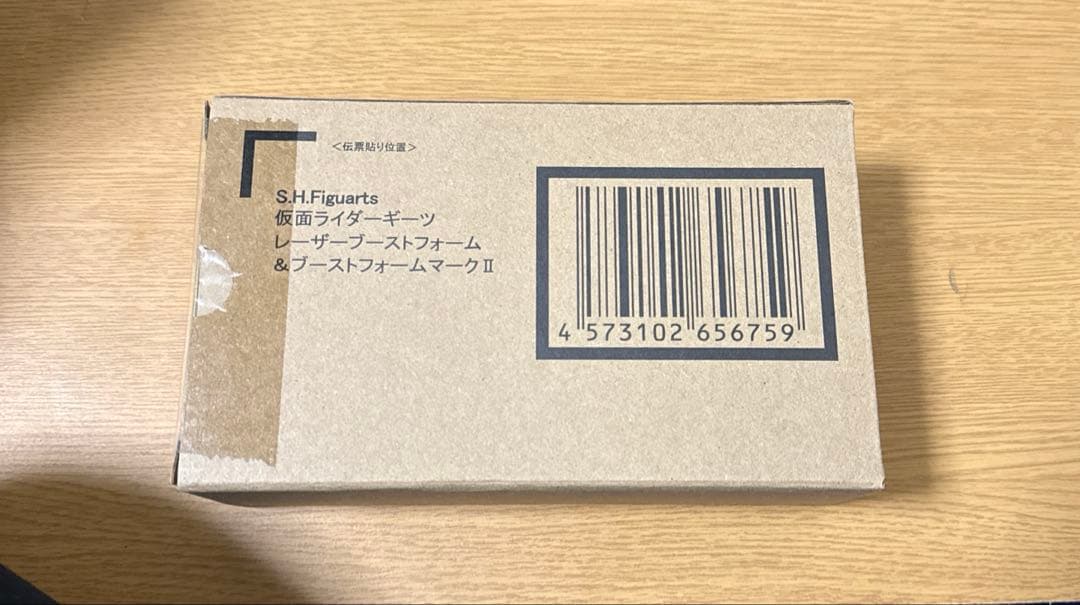 ＜伝票貼り位置＞
S.H.Figuarts
仮面ライダーギーツ
レーザーブーストフォーム
&ブーストフォームマークⅡ
4 573102 656759